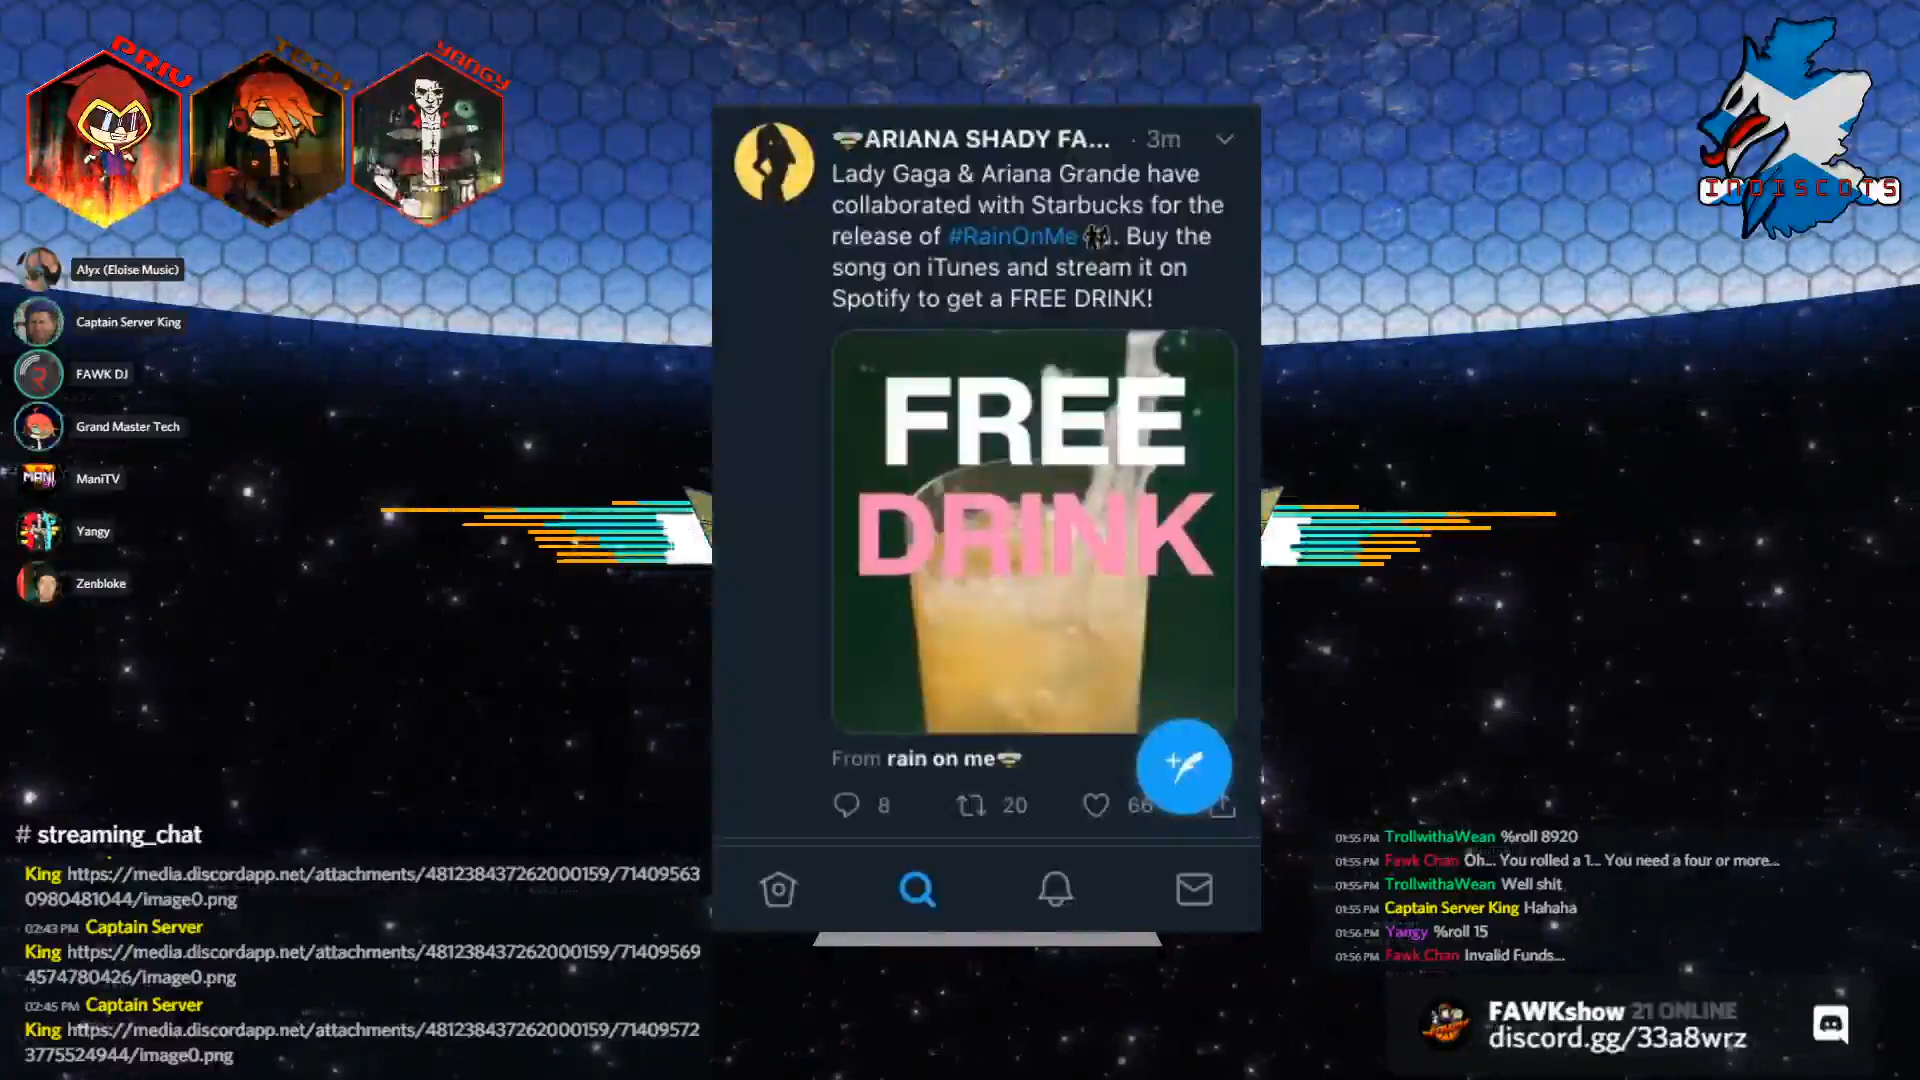 PRIV
TECH
YANGY
INDISCOTS
Alyx (Eloise Music)
Captain Server King
FAWK DJ
Grand Master Tech
MANI
ManiTV
Yangy
Zenbloke
ARIANA SHADY FA... · 3m
Lady Gaga & Ariana Grande have
collaborated with Starbucks for the
release of #RainOnMe. Buy the
song on iTunes and stream it on
Spotify to get a FREE DRINK!
FREE
DRINK
From rain on me
8 20 66
# streaming_chat
King https://media.discordapp.net/attachments/481238437262000159/71409563
0980481044/image0.png
02:43 PM Captain Server
King https://media.discordapp.net/attachments/481238437262000159/71409569
4574780426/image0.png
02:45 PM Captain Server
King https://media.discordapp.net/attachments/481238437262000159/71409572
3775524944/image0.png
01:55 PM TrollwithaWean %roll 8920
01:55 PM Fawk Chan Oh... You rolled a 1... You need a four or more...
01:55 PM TrollwithaWean Well shit
01:55 PM Captain Server King Hahaha
01:56 PM Yangy %roll 15
01:56 PM Fawk Chan Invalid Funds...
FAWKshow 21 ONLINE
discord.gg/33a8wrz